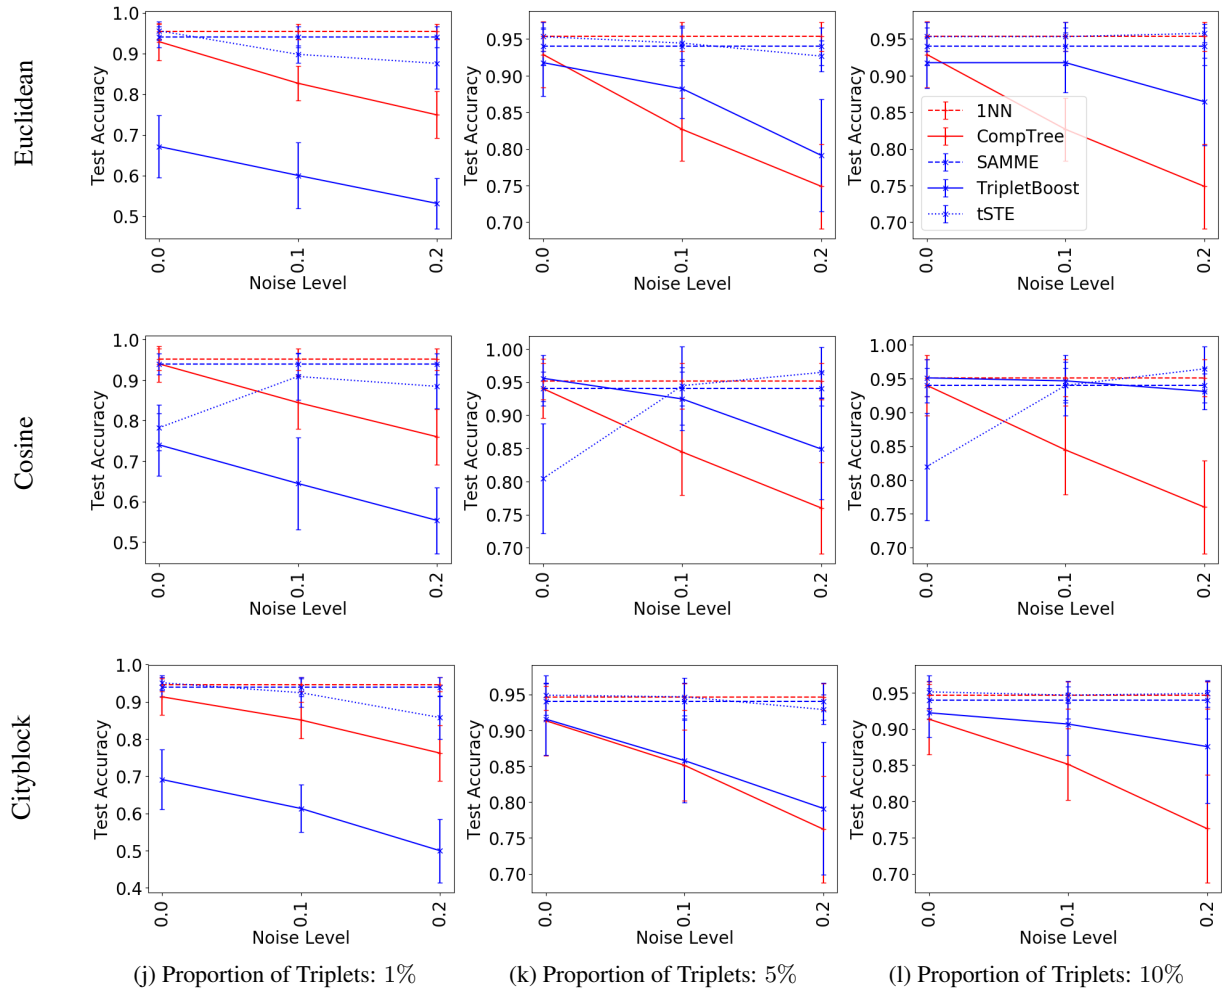 Euclidean
Test Accuracy
1.0
0.9
0.8
0.7
0.6
0.5
0.0
0.1
0.2
Noise Level
Test Accuracy
0.95
0.90
0.85
0.80
0.75
0.70
0.0
0.1
0.2
Noise Level
Test Accuracy
0.95
0.90
0.85
0.80
0.75
0.70
1NN
CompTree
SAMME
TripletBoost
tSTE
0.0
0.1
0.2
Noise Level
Cosine
Test Accuracy
1.0
0.9
0.8
0.7
0.6
0.5
0.0
0.1
0.2
Noise Level
Test Accuracy
1.00
0.95
0.90
0.85
0.80
0.75
0.70
0.0
0.1
0.2
Noise Level
Test Accuracy
1.00
0.95
0.90
0.85
0.80
0.75
0.70
0.0
0.1
0.2
Noise Level
Cityblock
Test Accuracy
1.0
0.9
0.8
0.7
0.6
0.5
0.4
0.0
0.1
0.2
Noise Level
Test Accuracy
0.95
0.90
0.85
0.80
0.75
0.70
0.0
0.1
0.2
Noise Level
Test Accuracy
0.95
0.90
0.85
0.80
0.75
0.70
0.0
0.1
0.2
Noise Level
(j) Proportion of Triplets: 1%
(k) Proportion of Triplets: 5%
(l) Proportion of Triplets: 10%